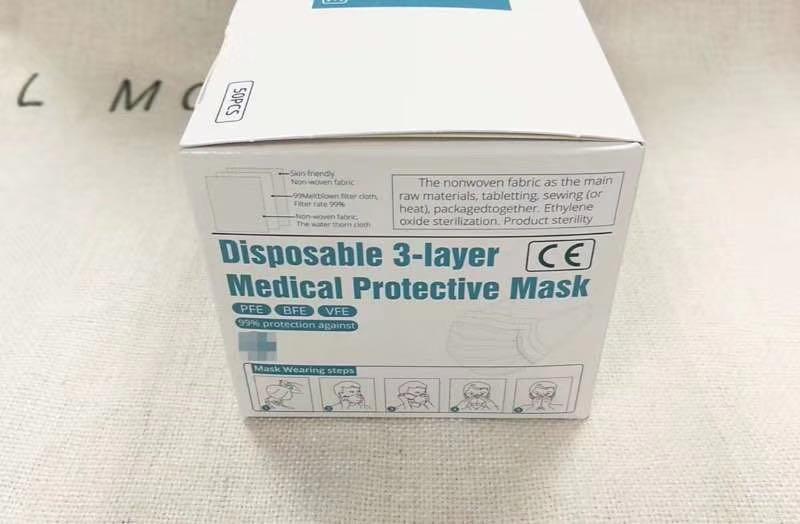 L MC
50PCS
Skin-friendly
Non-woven fabric
99Meltblown filter cloth,
Filter rate 99%
Non-woven fabric,
The water thorn cloth
The nonwoven fabric as the main
raw materials, tabletting, sewing (or
heat), packagedtogether. Ethylene
oxide sterilization. Product sterility
Disposable 3-layer
CE
Medical Protective Mask
PFE BFE VFE
99% protection against
Mask Wearing steps